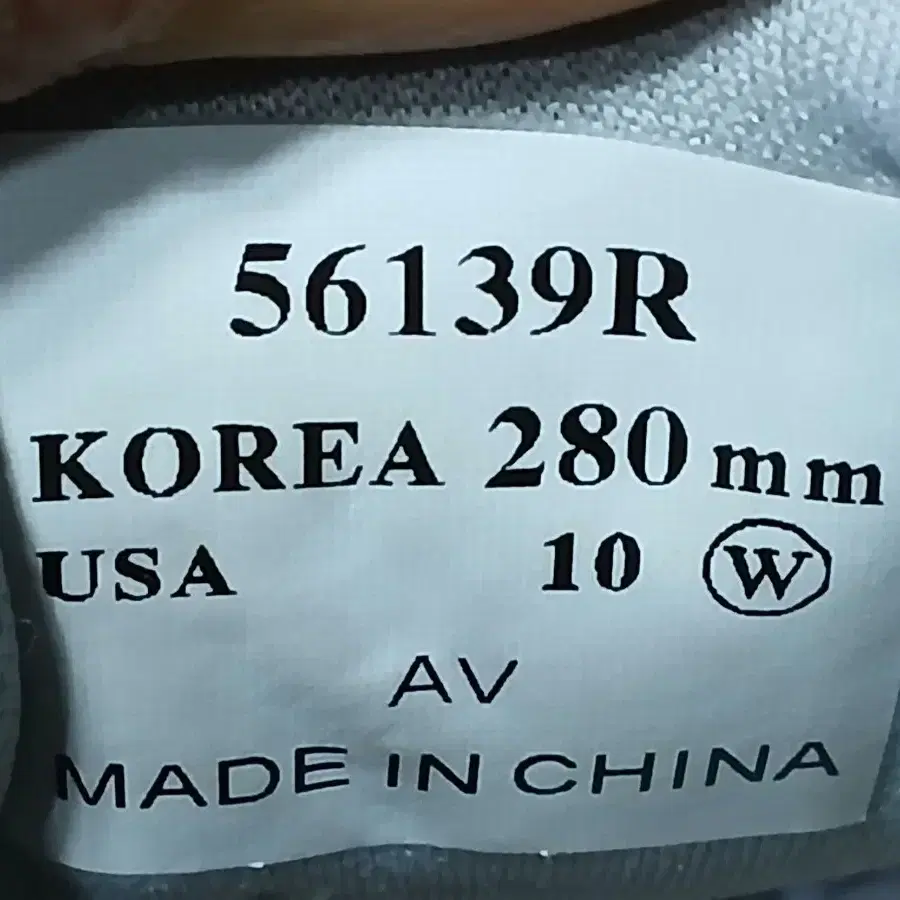 56139R
KOREA 280 mm
USA 10 W
AV
MADE IN CHINA